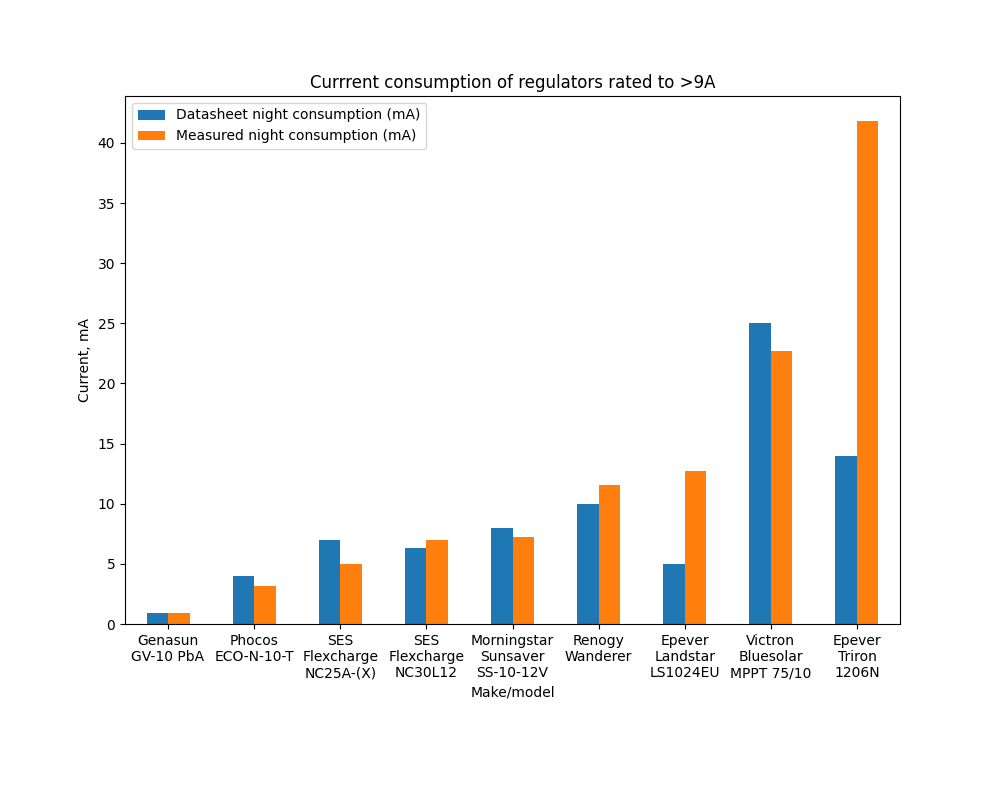 Currrent consumption of regulators rated to >9A
Datasheet night consumption (mA)
Measured night consumption (mA)
Current, mA
40
35
30
25
20
15
10
5
0
Genasun
GV-10 PbA
Phocos
ECO-N-10-T
SES
Flexcharge
NC25A-(X)
SES
Flexcharge
NC30L12
Morningstar
Sunsaver
SS-10-12V
Renogy
Wanderer
Epever
Landstar
LS1024EU
Victron
Bluesolar
MPPT 75/10
Epever
Triron
1206N
Make/model